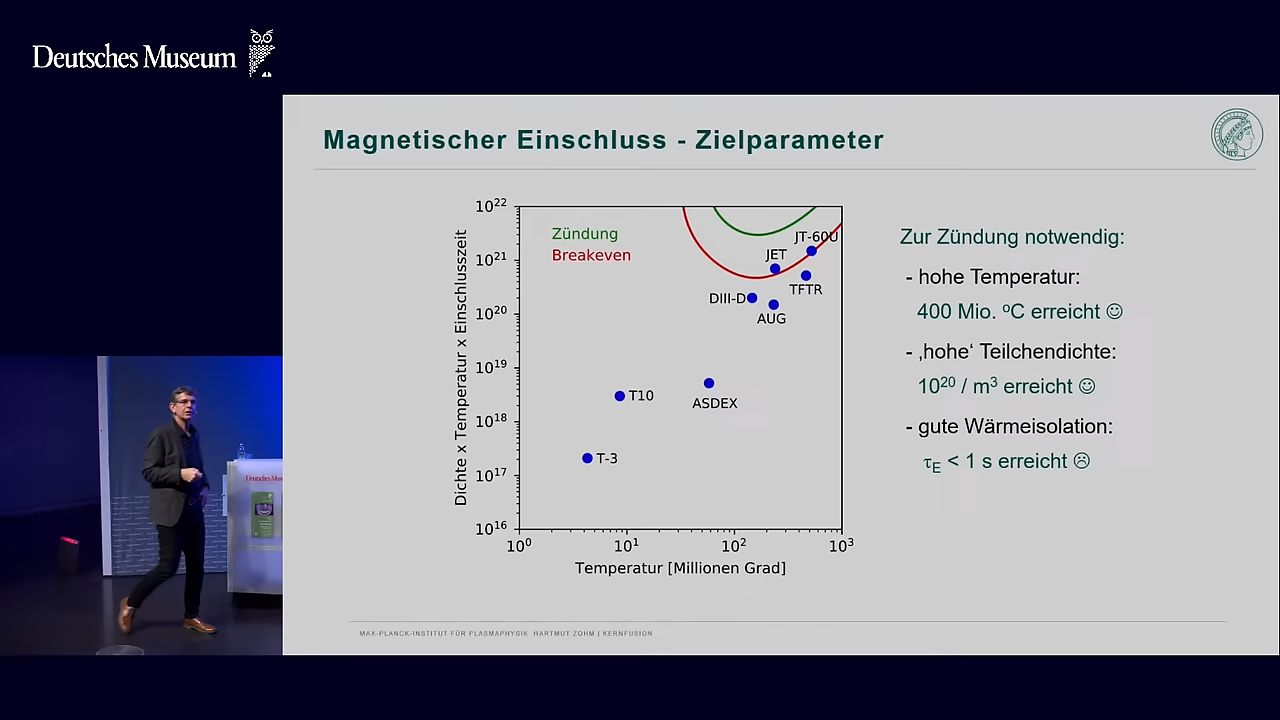 Deutsches Museum
Magnetischer Einschluss - Zielparameter
10²²
10²¹
10²⁰
10¹⁹
10¹⁸
10¹⁷
10¹⁶
Dichte x Temperatur x Einschlusszeit
Zündung
Breakeven
JT-60U
JET
TFTR
DIII-D
AUG
T10
ASDEX
T-3
10⁰
10¹
10²
10³
Temperatur [Millionen Grad]
Zur Zündung notwendig:
- hohe Temperatur:
400 Mio. ºC erreicht ☺
- ‚hohe‘ Teilchendichte:
10²⁰ / m³ erreicht ☺
- gute Wärmeisolation:
τE < 1 s erreicht ☹
Deutsches Museum
MAX-PLANCK-INSTITUT FÜR PLASMAPHYSIK HARTMUT ZOHM | KERNFUSION